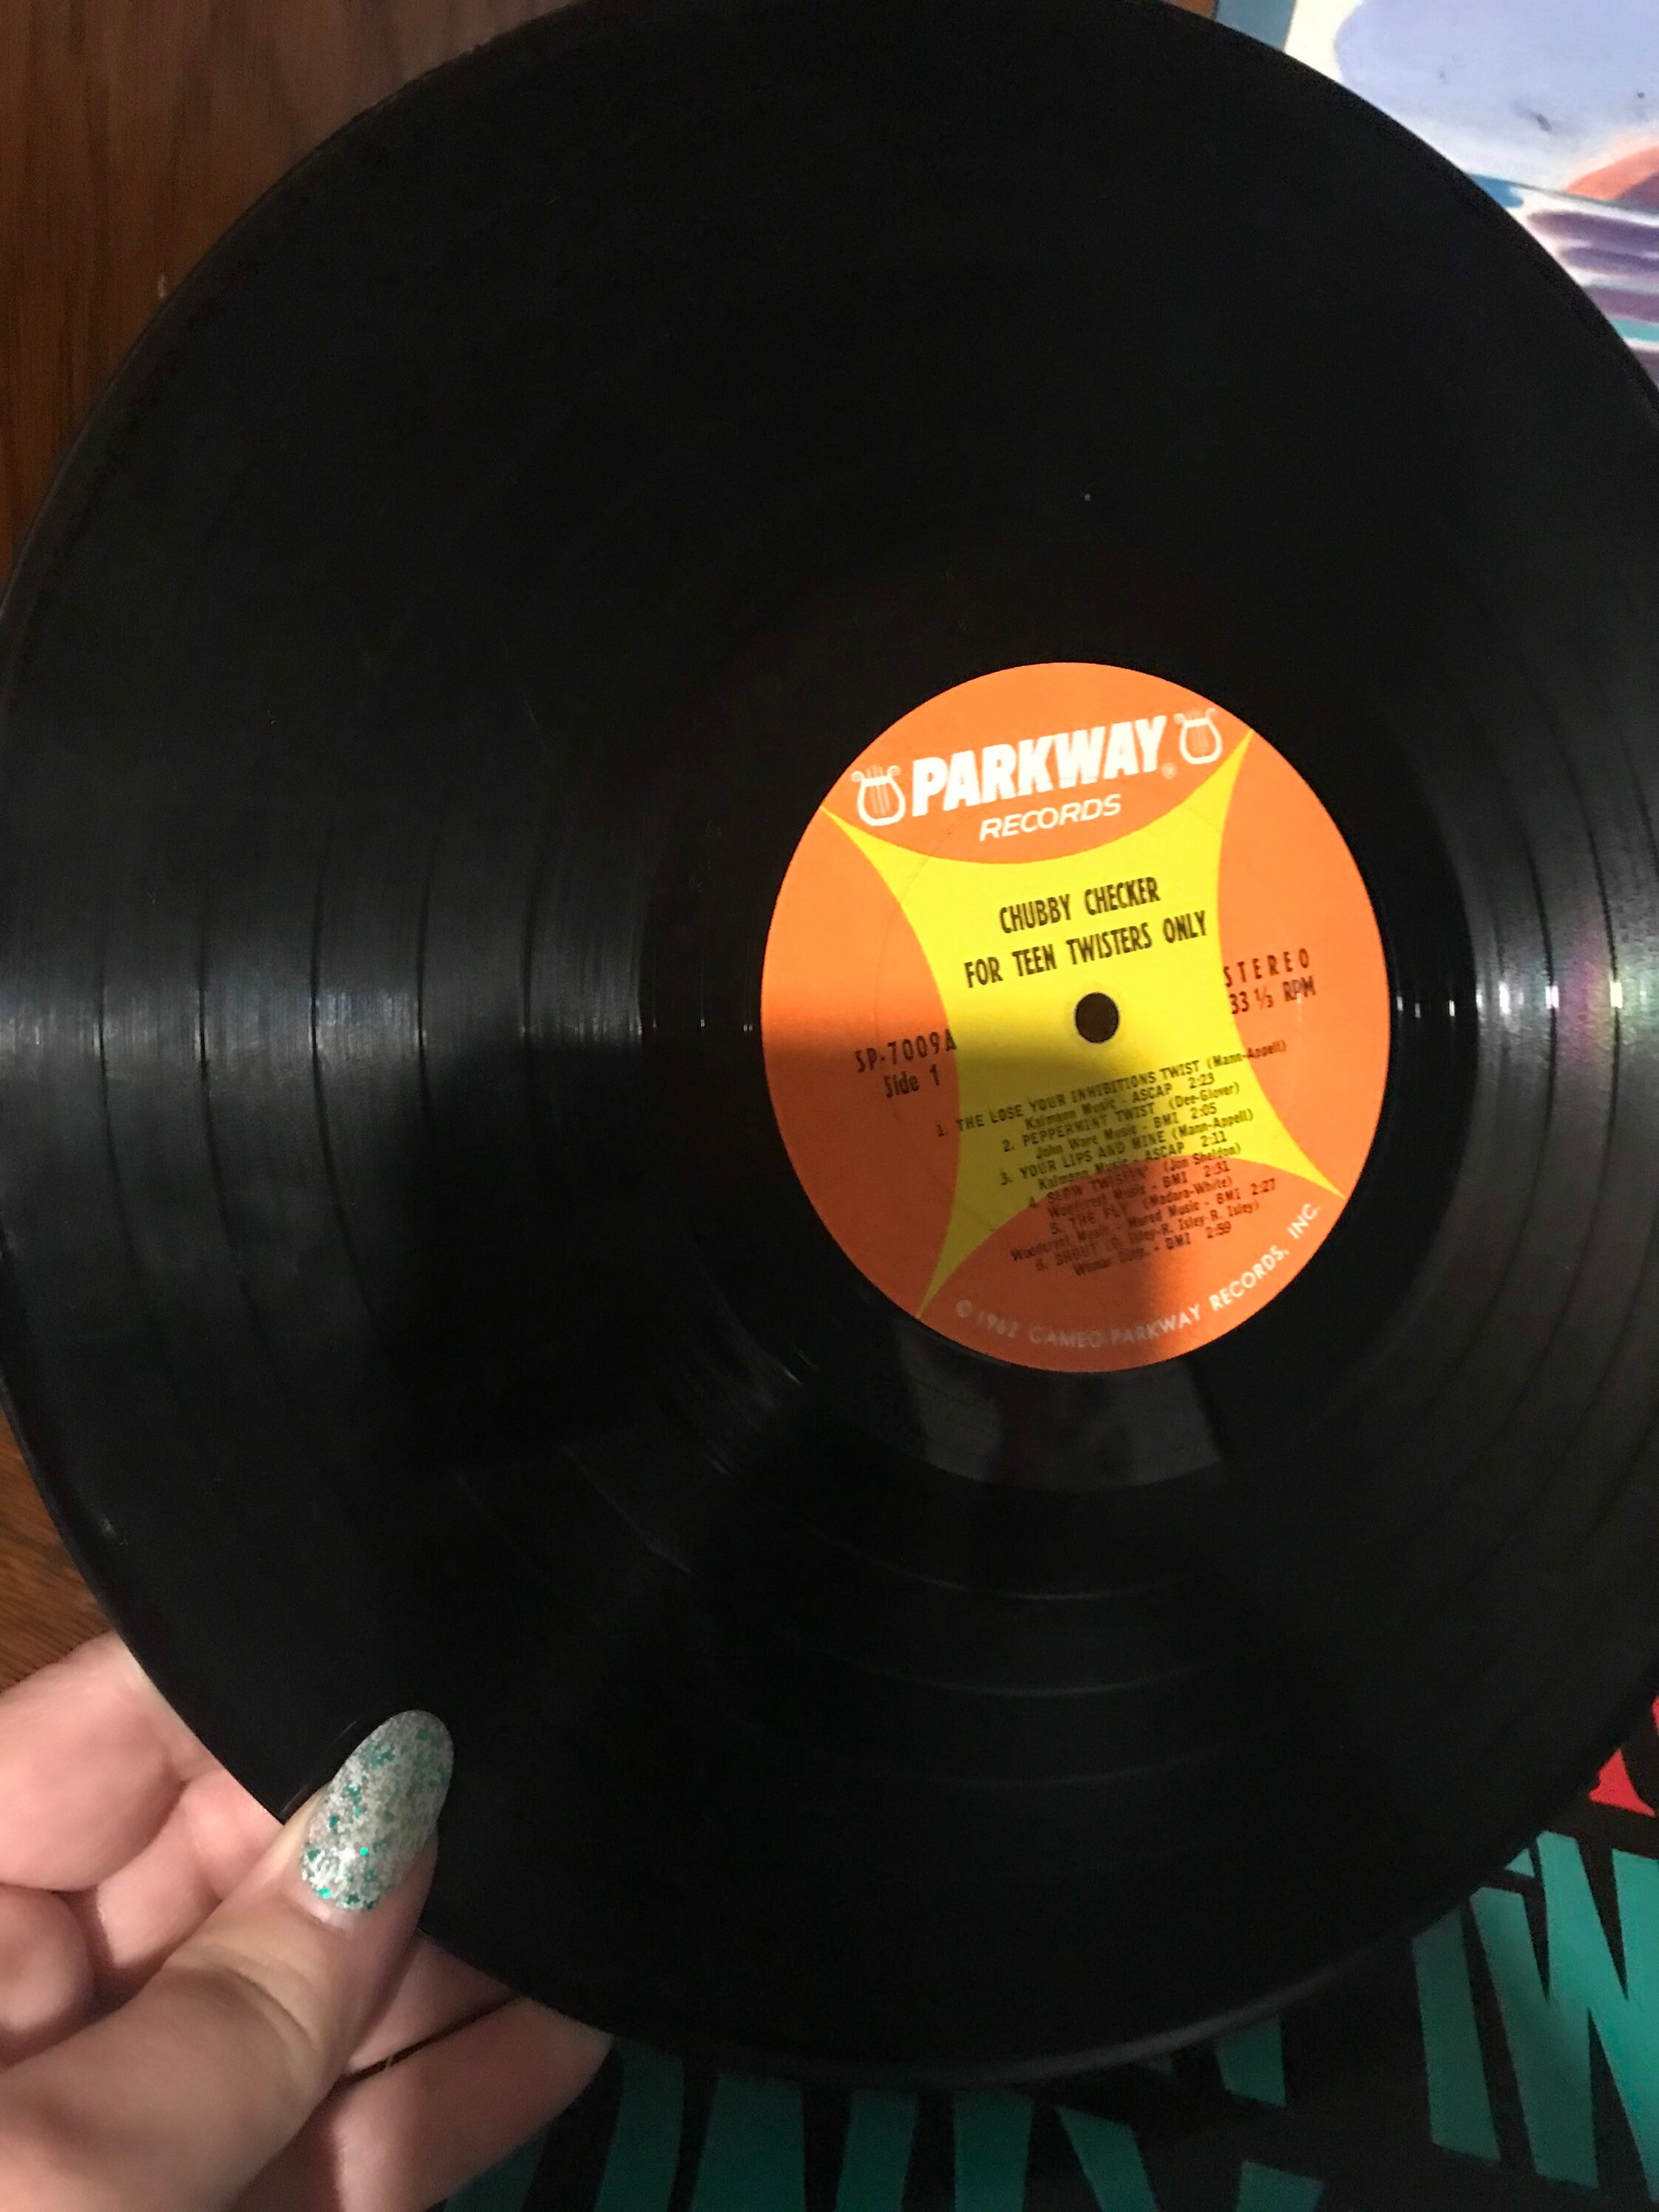 PARKWAY®
RECORDS
CHUBBY CHECKER
FOR TEEN TWISTERS ONLY
STEREO
33 ⅓ RPM
SP-7009A
Side 1
1. THE LOSE YOUR INHIBITIONS TWIST (Mann-Appell)
Kalmann Music - ASCAP 2:23
2. PEPPERMINT TWIST (Dee-Glover)
John Ware Music - BMI 2:05
3. YOUR LIPS AND MINE (Mann-Appell)
Kalmann Music - ASCAP 2:11
4. SLOW TWISTIN' (Jon Sheldon)
Woodcrest Music - BMI 2:31
5. THE FLY (Madara-White)
Woodcrest Music - Mured Music - BMI 2:27
6. SHOUT (O. Isley-R. Isley-R. Isley)
Wemar Music - BMI 2:59
© 1962 CAMEO-PARKWAY RECORDS, INC.